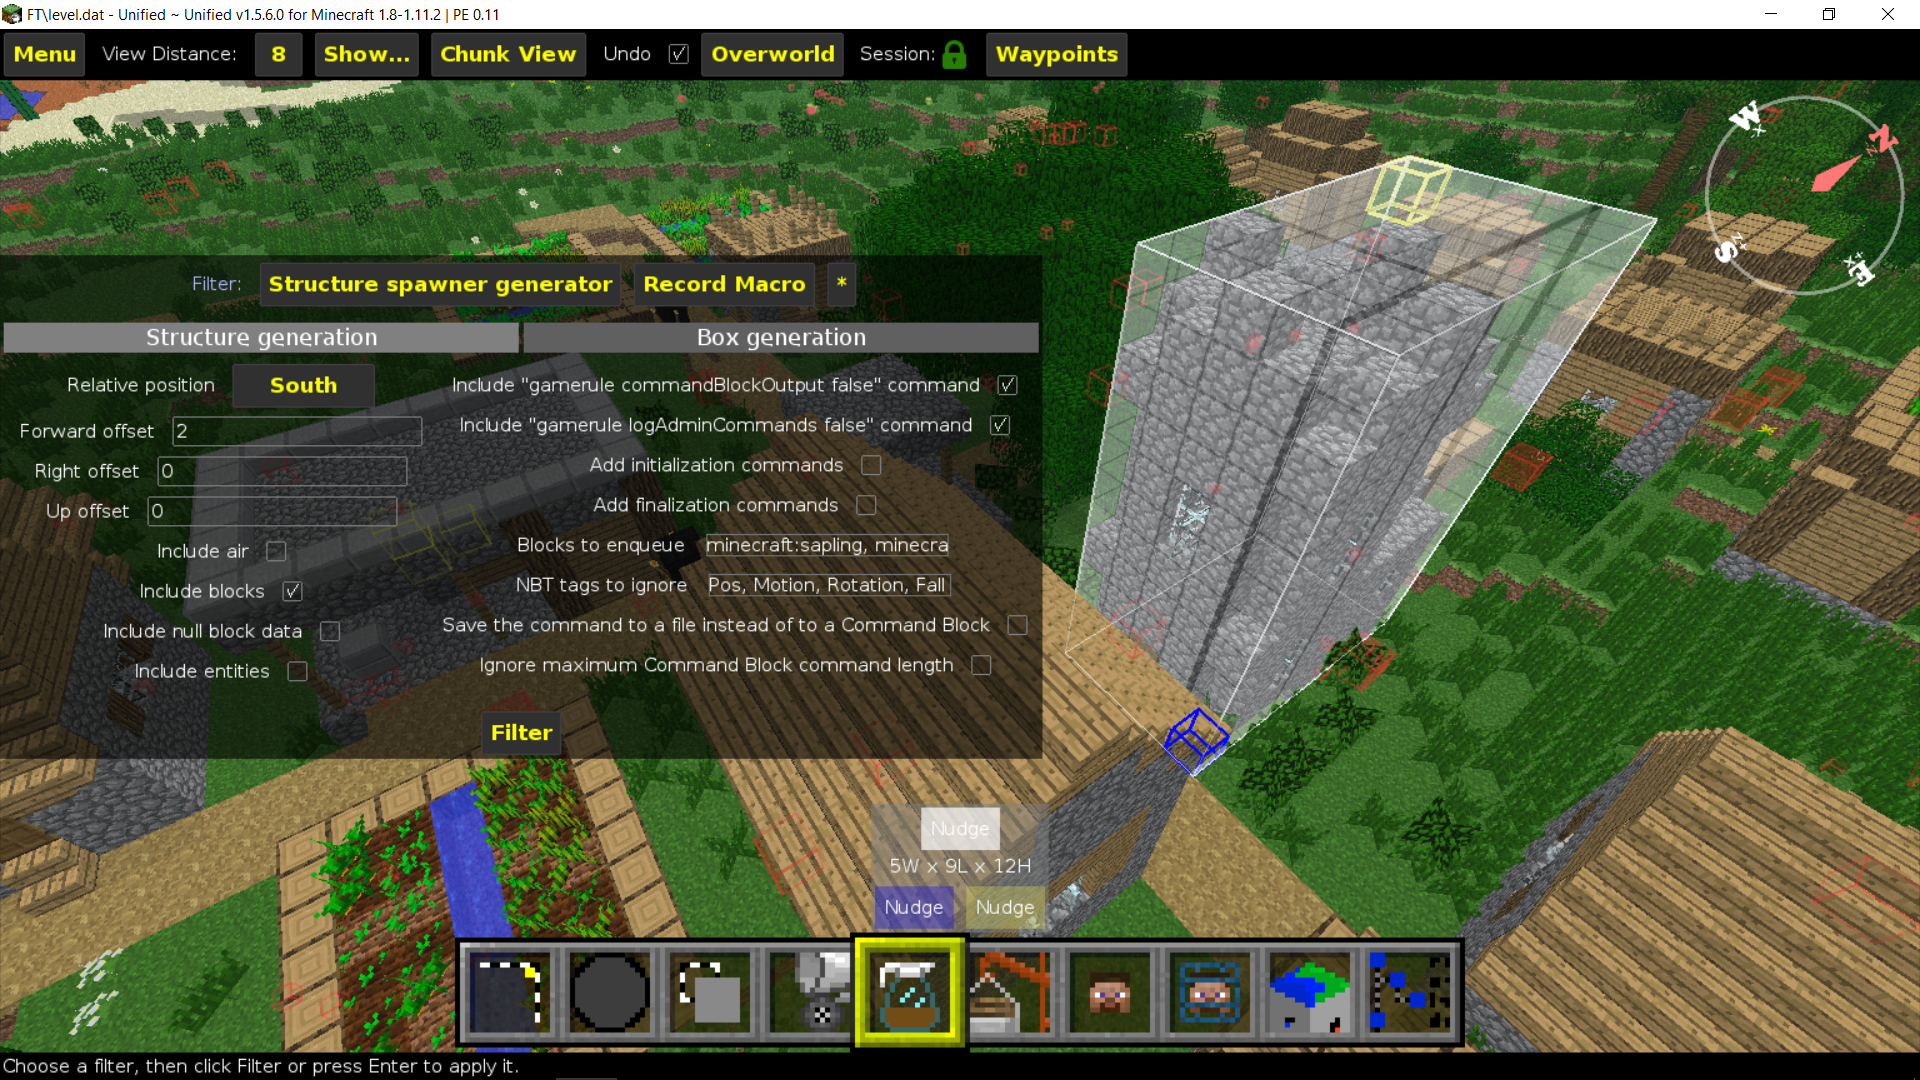 FT\level.dat - Unified ~ Unified v1.5.6.0 for Minecraft 1.8-1.11.2 | PE 0.11
Menu View Distance: 8 Show... Chunk View Undo Overworld Session: Waypoints
W
N
S
E
Filter: Structure spawner generator Record Macro *
Structure generation
Relative position South
Forward offset 2
Right offset 0
Up offset 0
Include air
Include blocks
Include null block data
Include entities
Box generation
Include "gamerule commandBlockOutput false" command
Include "gamerule logAdminCommands false" command
Add initialization commands
Add finalization commands
Blocks to enqueue minecraft:sapling, minecra
NBT tags to ignore Pos, Motion, Rotation, Fall
Save the command to a file instead of to a Command Block
Ignore maximum Command Block command length
Filter
Nudge
5W x 9L x 12H
Nudge Nudge
Choose a filter, then click Filter or press Enter to apply it.